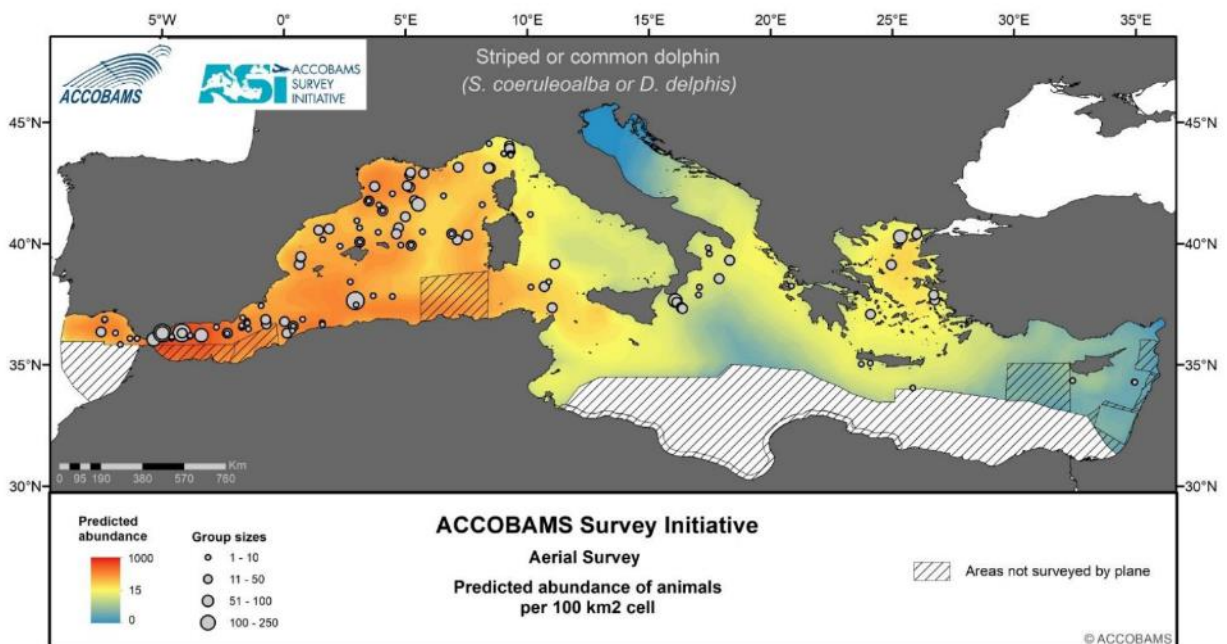 5°W 0° 5°E 10°E 15°E 20°E 25°E 30°E 35°E
ACCOBAMS
ASI ACCOBAMS
SURVEY
INITIATIVE
Striped or common dolphin
(S. coeruleoalba or D. delphis)
45°N 45°N
40°N 40°N
35°N 35°N
30°N 30°N
Km
0 95 190 380 570 760
Predicted
abundance
1000
15
0
Group sizes
1 - 10
11 - 50
51 - 100
100 - 250
ACCOBAMS Survey Initiative
Aerial Survey
Predicted abundance of animals
per 100 km2 cell
Areas not surveyed by plane
© ACCOBAMS